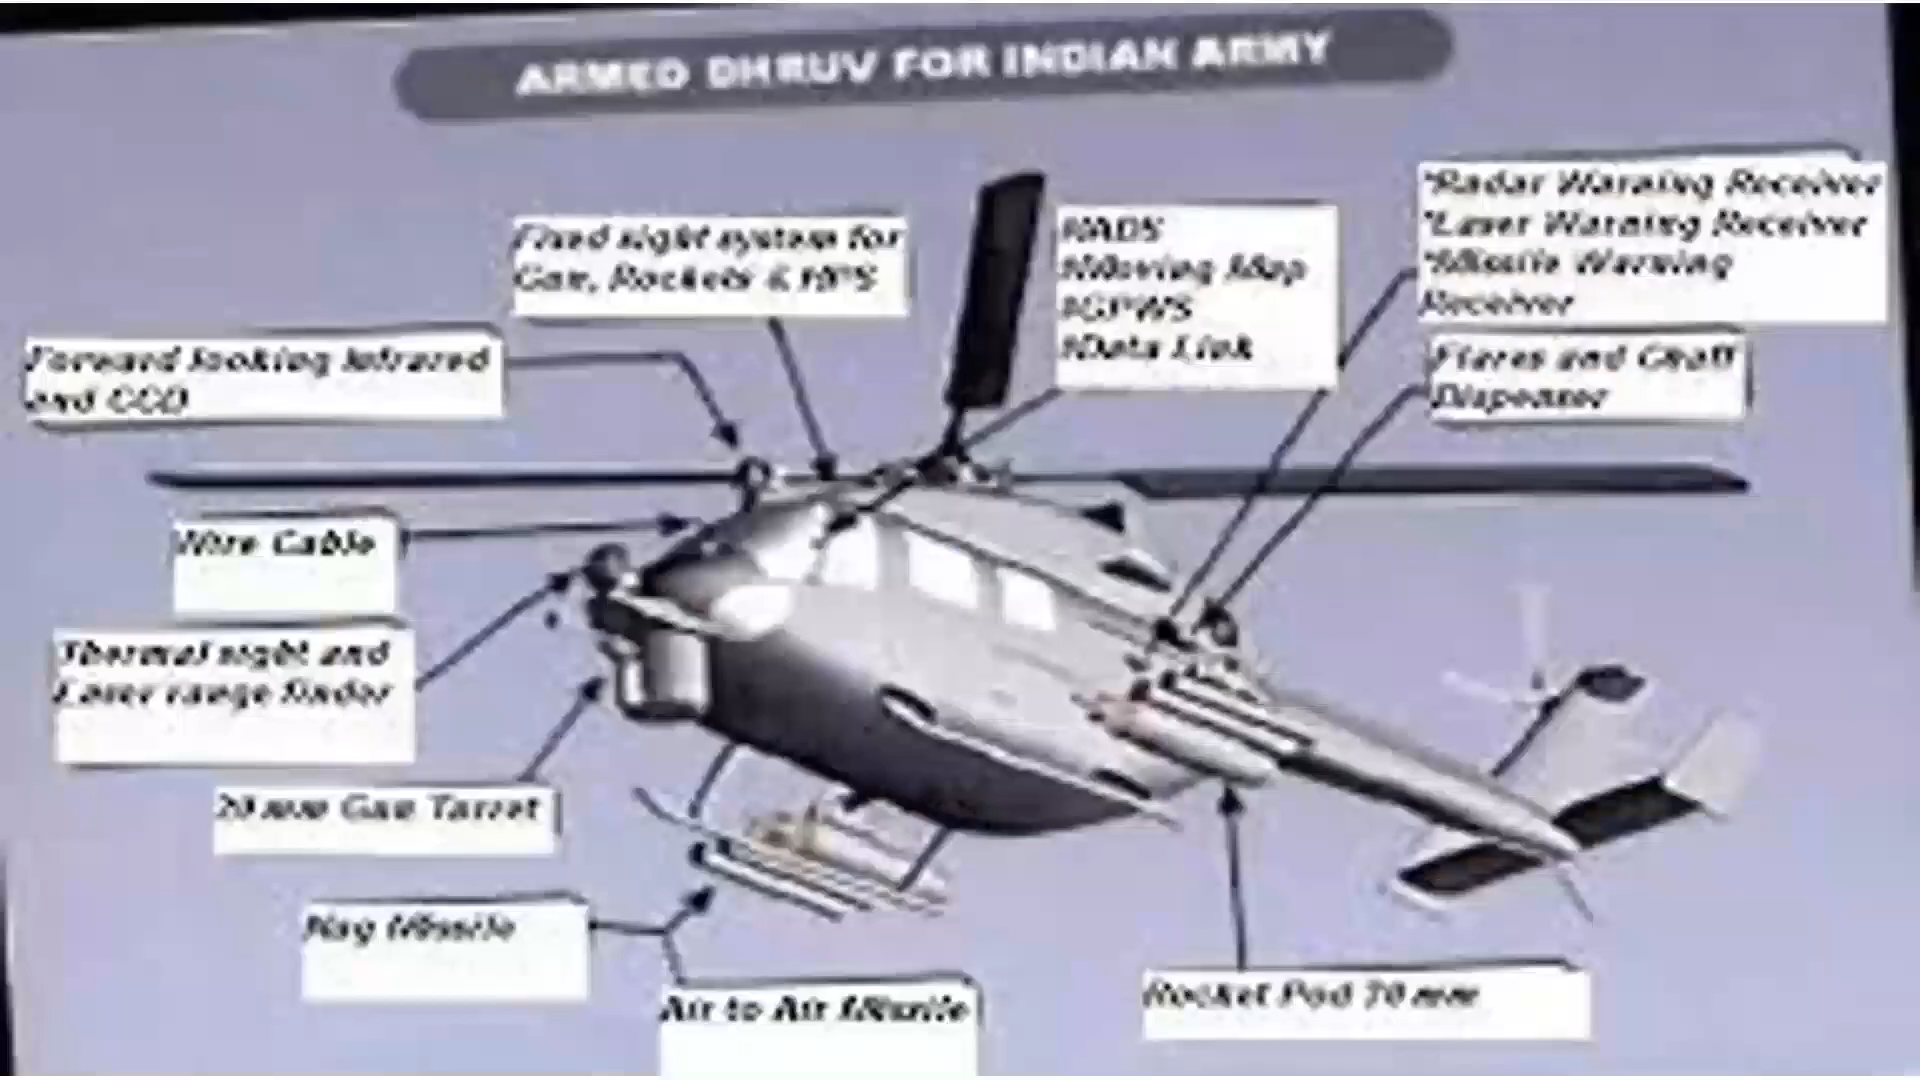 ARMED DHRUV FOR INDIAN ARMY
*Radar Warning Receiver
*Laser Warning Receiver
*Missile Warning
Receiver
Fixed sight system for
Gun, Rockets &
*Moving Map
*GPWS
*Data Link
Forward looking Infrared
and CCD
Flares and Chaff
Dispenser
Wire Cable
Thermal sight and
Laser range finder
20 mm Gun Turret
Nag Missile
Air to Air Missile
Rocket Pod 70 mm